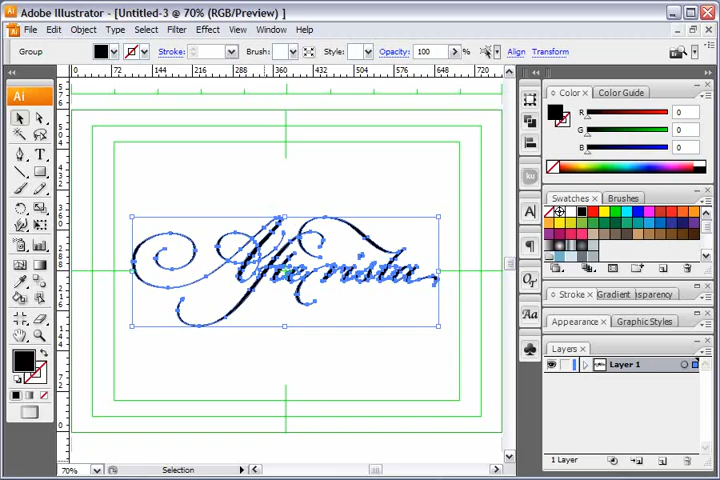 Adobe Illustrator - [Untitled-3 @ 70% (RGB/Preview) ]
File Edit Object Type Select Filter Effect View Window Help
Group Stroke: Brush: Style: Opacity: 100 % Align Transform
0 72 144 216 288 360 432 504 576 648 720
Ai
Color Color Guide
R 0
G 0
B 0
Swatches Brushes
Stroke Gradient
Appearance Graphic Styles
Layers
Layer 1
1 Layer
70% Selection